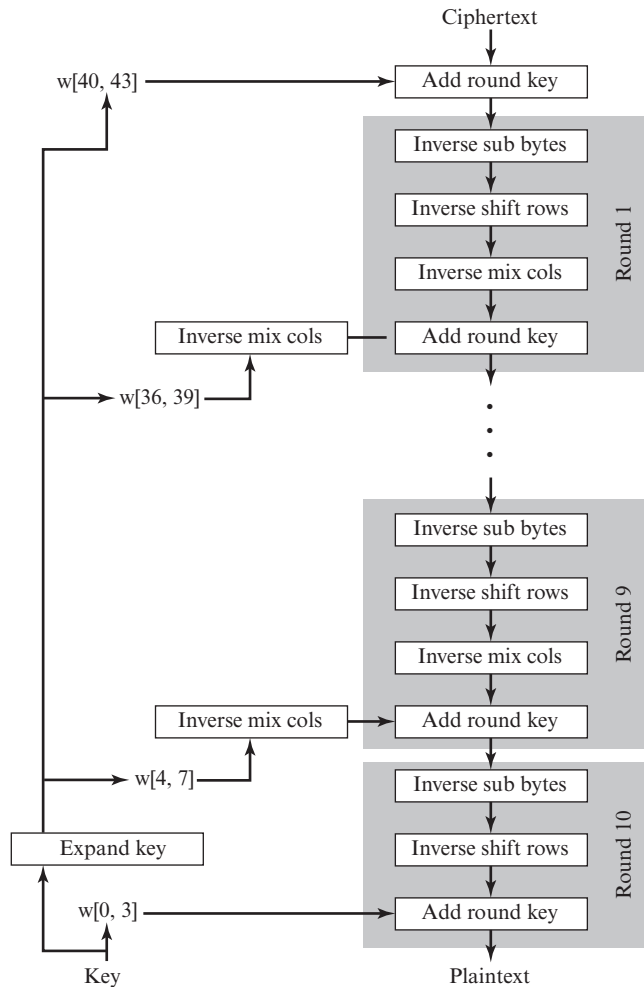 Ciphertext
w[40, 43]
Add round key
Inverse sub bytes
Inverse shift rows
Inverse mix cols
Inverse mix cols
Add round key
Round 1
w[36, 39]
Inverse sub bytes
Inverse shift rows
Inverse mix cols
Inverse mix cols
Add round key
Round 9
w[4, 7]
Inverse sub bytes
Expand key
Inverse shift rows
w[0, 3]
Add round key
Round 10
Key
Plaintext